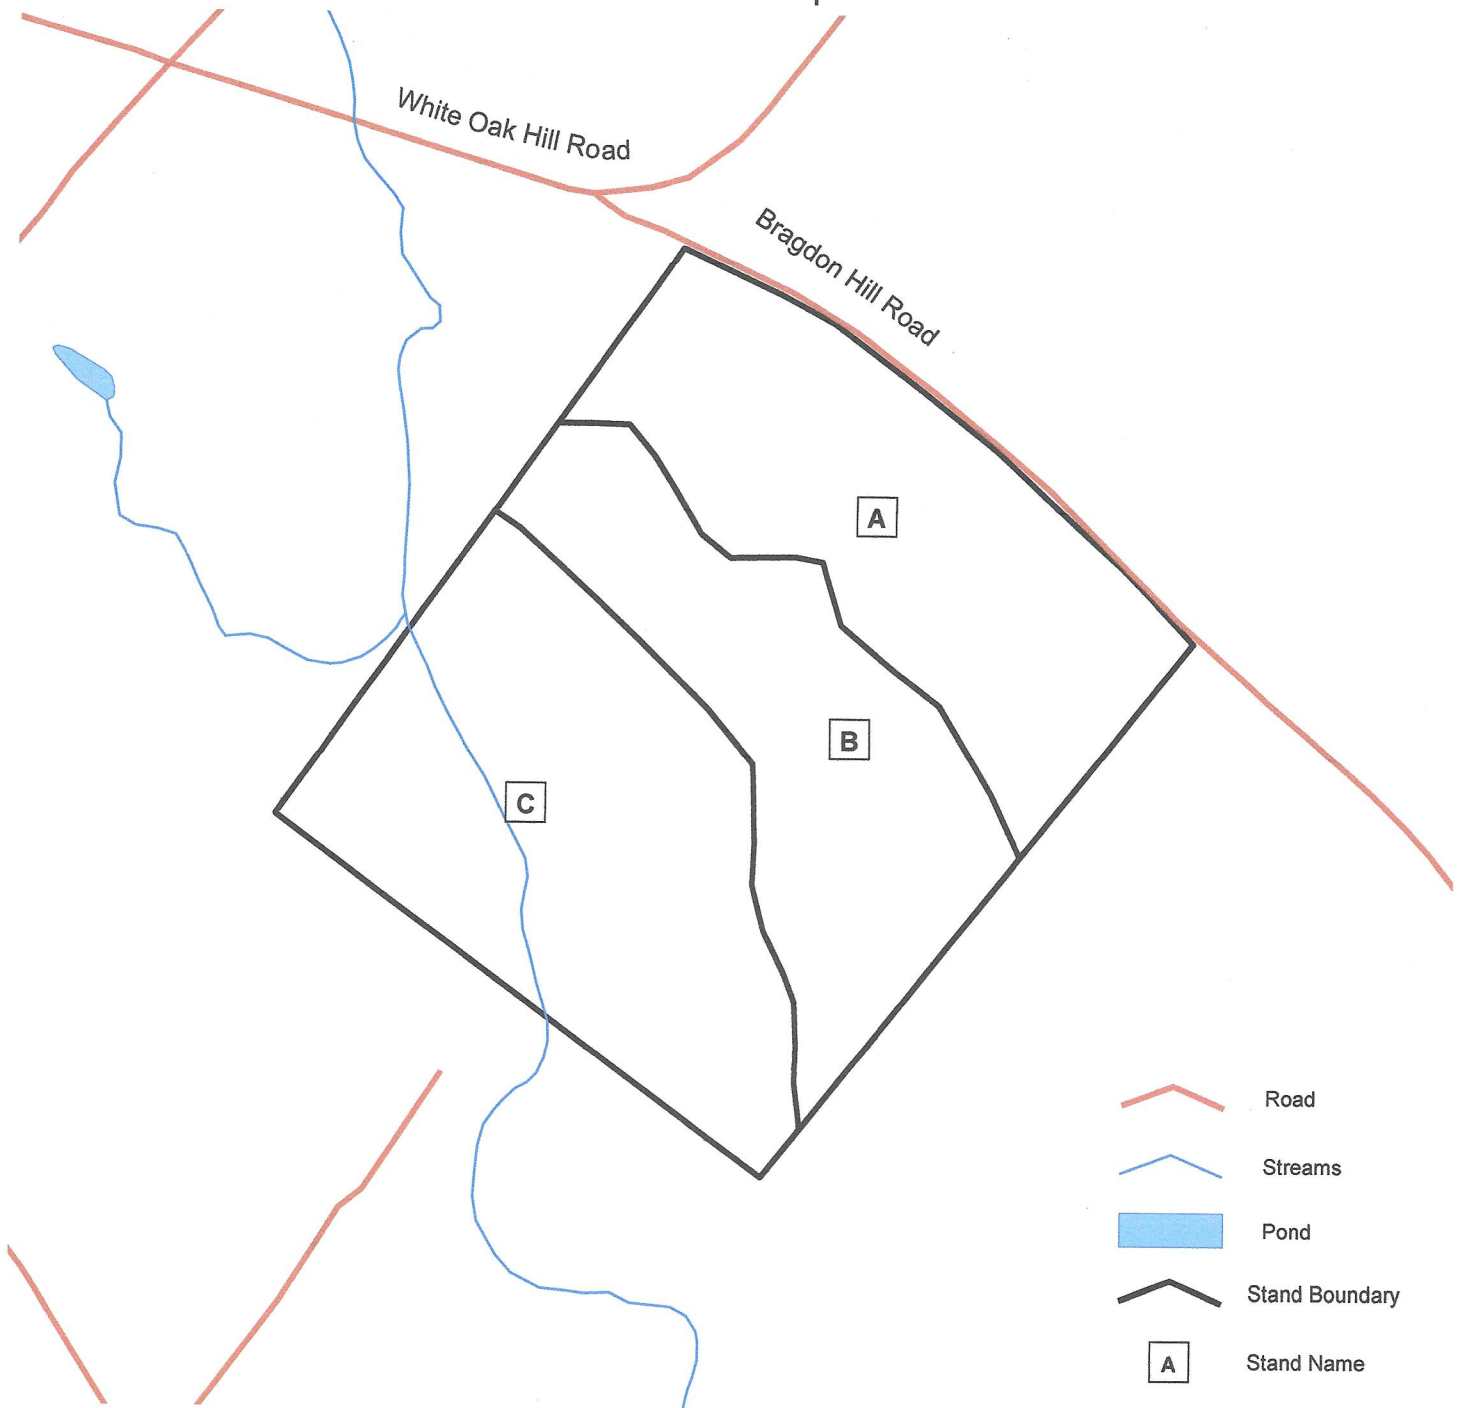 White Oak Hill Road
Bragdon Hill Road
A
B
C
Road
Streams
Pond
Stand Boundary
A
Stand Name